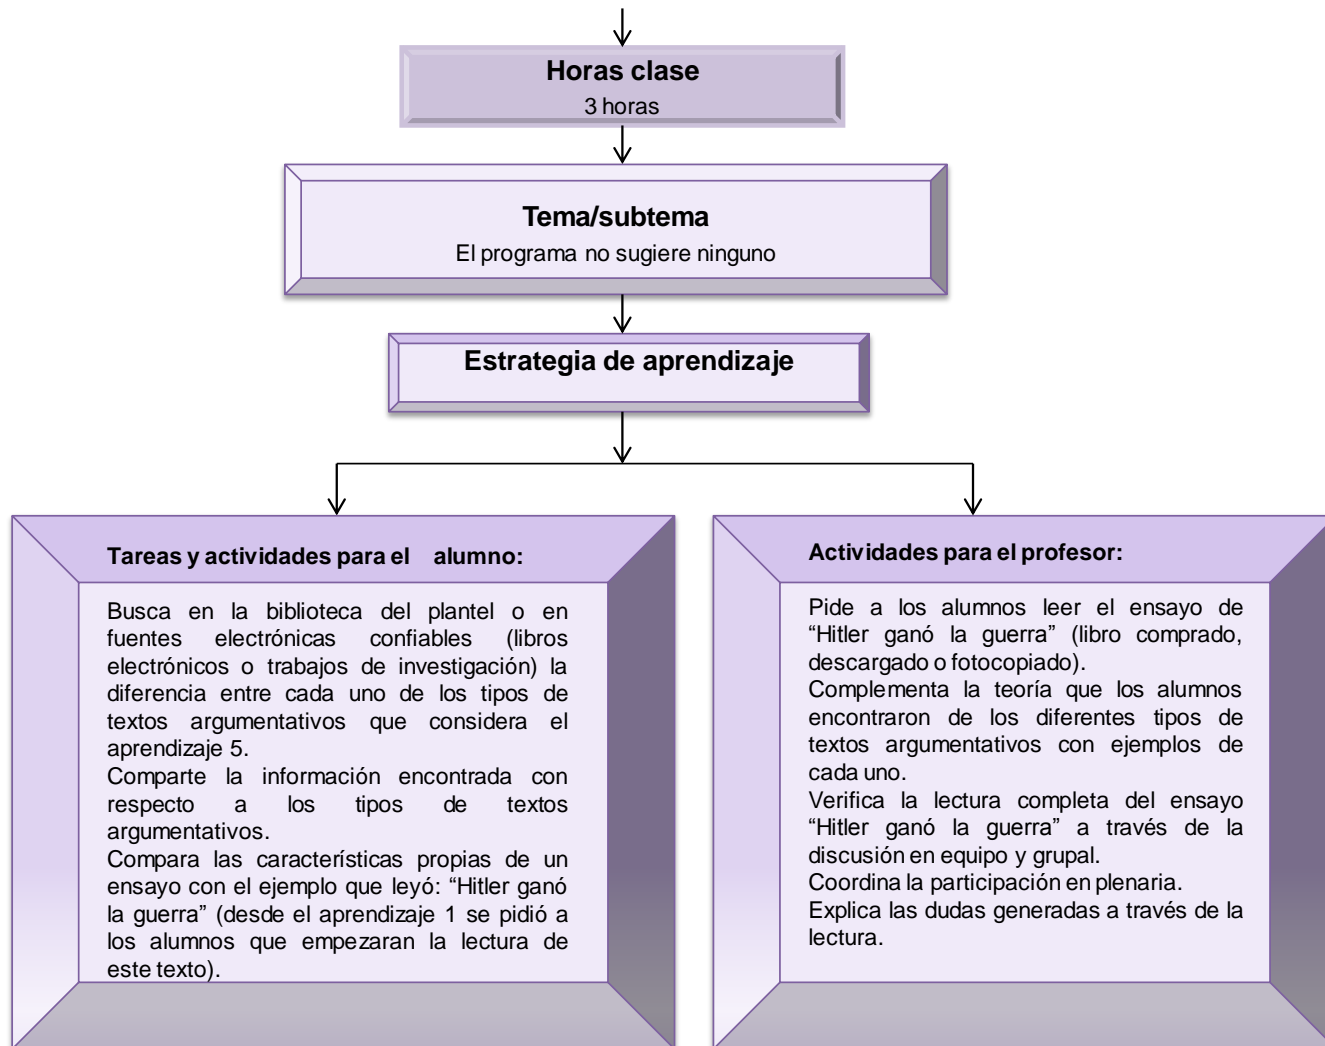 Horas clase
3 horas
Tema/subtema
El programa no sugiere ninguno
Estrategia de aprendizaje
Tareas y actividades para el alumno:
Busca en la biblioteca del plantel o en
fuentes electrónicas confiables (libros
electrónicos o trabajos de investigación) la
diferencia entre cada uno de los tipos de
textos argumentativos que considera el
aprendizaje 5.
Comparte la información encontrada con
respecto a los tipos de textos
argumentativos.
Compara las características propias de un
ensayo con el ejemplo que leyó: “Hitler ganó
la guerra” (desde el aprendizaje 1 se pidió a
los alumnos que empezaran la lectura de
este texto).
Actividades para el profesor:
Pide a los alumnos leer el ensayo de
“Hitler ganó la guerra” (libro comprado,
descargado o fotocopiado).
Complementa la teoría que los alumnos
encontraron de los diferentes tipos de
textos argumentativos con ejemplos de
cada uno.
Verifica la lectura completa del ensayo
“Hitler ganó la guerra” a través de la
discusión en equipo y grupal.
Coordina la participación en plenaria.
Explica las dudas generadas a través de la
lectura.